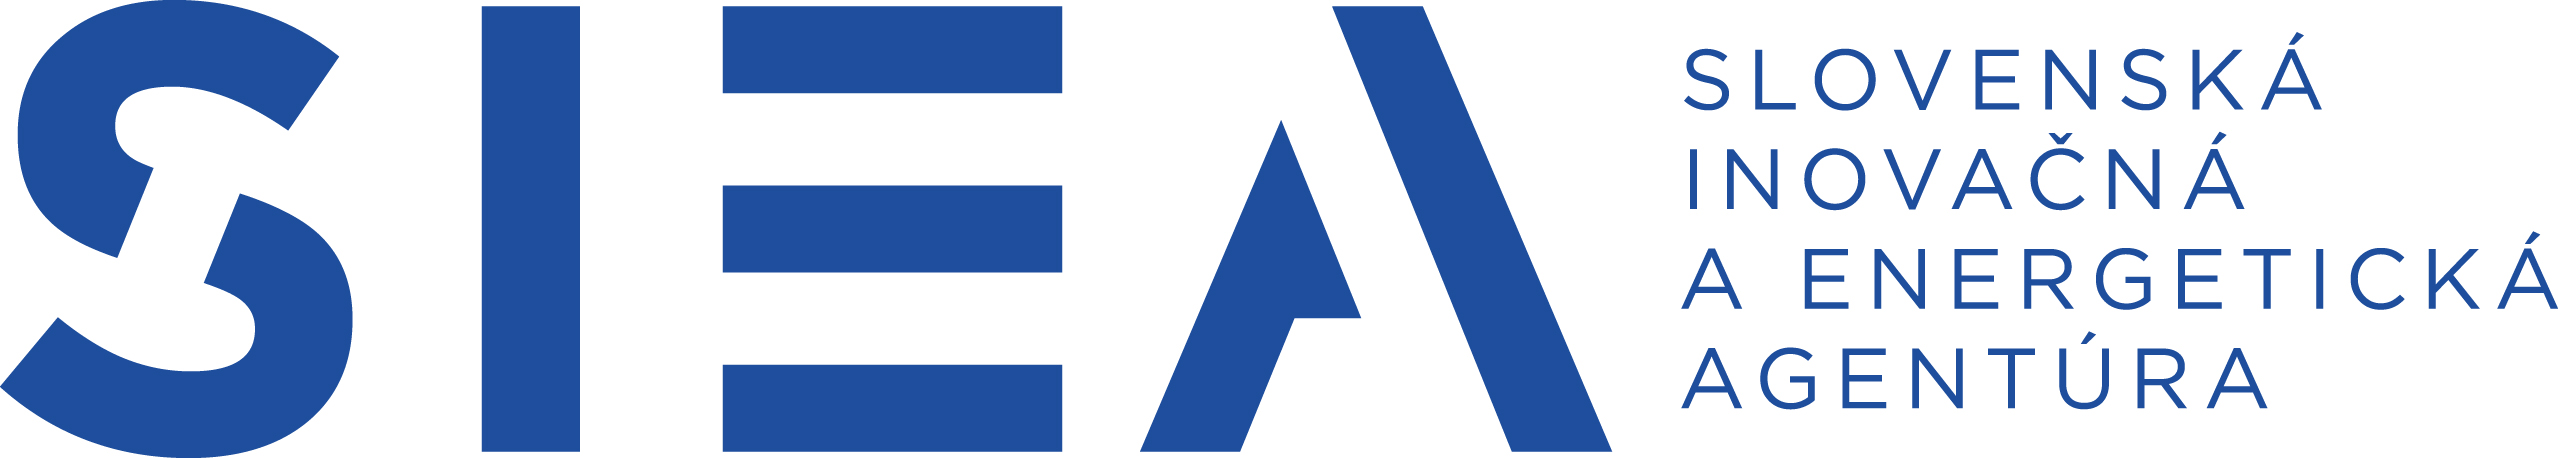 SIEA
SLOVENSKÁ
INOVAČNÁ
A ENERGETICKÁ
AGENTÚRA